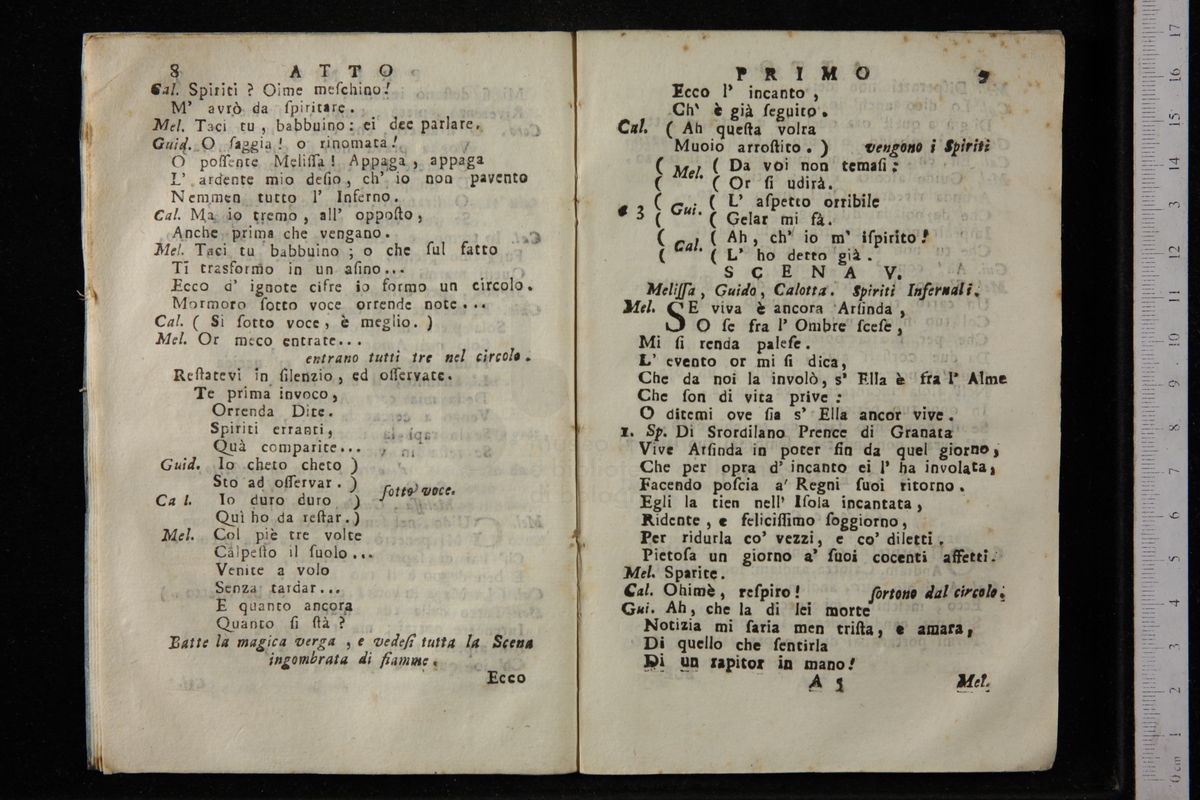 8 ATTO
Cal. Spiriti ? Oime meſchino!
M' avrò da ſpiritare.
Mel. Taci tu, babbuino: ei dee parlare.
Guid. O ſaggia! o rinomata!
O poſſente Meliſſa! Appaga, appaga
L' ardente mio deſio, ch' io non pavento
Nemmen tutto l' Inferno.
Cal. Ma io tremo, all' oppoſto,
Anche prima che vengano.
Mel. Taci tu babbuino; o che ſul fatto
Ti trasformo in un aſino...
Ecco d' ignote cifre io formo un circolo.
Mormoro ſotto voce orrende note...
Cal. ( Si ſotto voce, è meglio. )
Mel. Or meco entrate...
entrano tutti tre nel circolo.
Reſtatevi in ſilenzio, ed oſſervate.
Te prima invoco,
Orrenda Dite.
Spiriti erranti,
Quà comparite...
Guid. Io cheto cheto )
Sto ad oſſervar. )
ſotto voce.
Cal. Io duro duro )
Quì ho da reſtar. )
Mel. Col piè tre volte
Calpeſto il ſuolo...
Venite a volo
Senza tardar...
E quanto ancora
Quanto ſi ſtà ?
Batte la magica verga, e vedeſi tutta la Scena
ingombrata di fiamme.
Ecco
PRIMO 9
Ecco l' incanto,
Ch' è già ſeguito.
Cal. ( Ah queſta volta
Muoio arroſtito. ) vengono i Spiriti
( Mel. ( Da voi non temaſi:
( ( Or ſi udirà.
a 3 ( Gui. ( L' aſpetto orribile
( ( Gelar mi fà.
( Cal. ( Ah, ch' io m' iſpirito!
( ( L' ho detto già.
SCENA V.
Meliſſa, Guido, Calotta. Spiriti Infernali.
Mel. SE viva è ancora Arſinda,
O ſe fra l' Ombre ſceſe,
Mi ſi renda paleſe.
L' evento or mi ſi dica,
Che da noi la involò, s' Ella è fra l' Alme
Che ſon di vita prive:
O ditemi ove ſia s' Ella ancor vive.
1. Sp. Di Srordilano Prence di Granata
Vive Arſinda in poter fin da quel giorno,
Che per opra d' incanto ei l' ha involata,
Facendo poſcia a' Regni ſuoi ritorno.
Egli la tien nell' Iſola incantata,
Ridente, e feliciſſimo ſoggiorno,
Per ridurla co' vezzi, e co' diletti,
Pietoſa un giorno a' ſuoi cocenti affetti.
Mel. Sparite.
Cal. Ohimè, reſpiro! ſortono dal circolo.
Gui. Ah, che la di lei morte
Notizia mi ſaria men triſta, e amara,
Di quello che ſentirla
Di un rapitor in mano!
A 5 Mel.